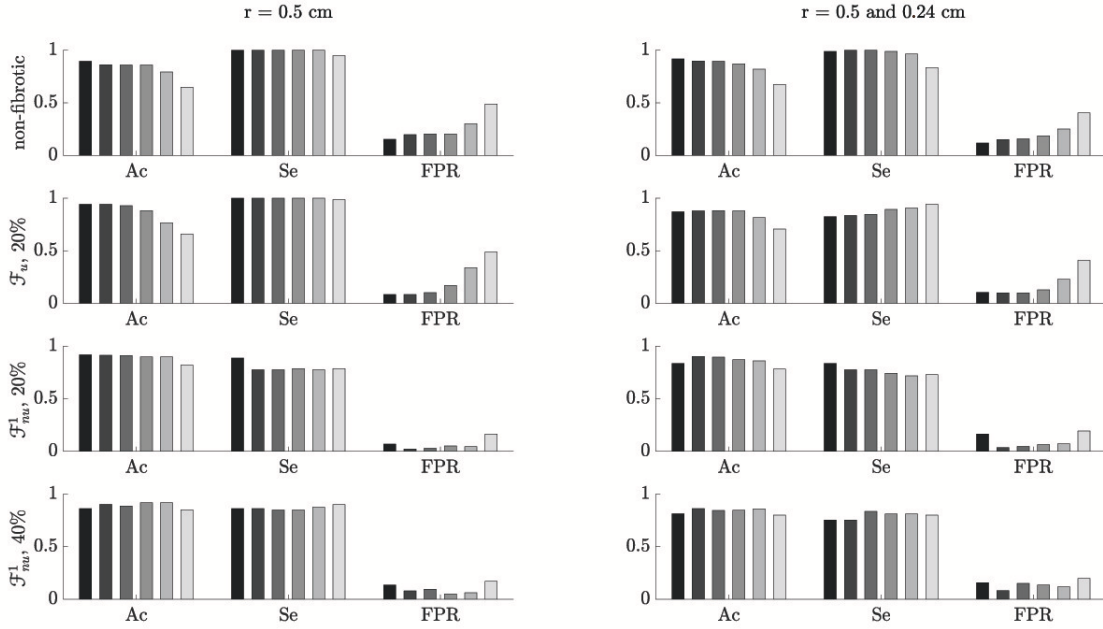 r = 0.5 cm
r = 0.5 and 0.24 cm
non-fibrotic
1
0.5
0
Ac Se FPR
1
0.5
0
Ac Se FPR
ℱu, 20%
1
0.5
0
Ac Se FPR
1
0.5
0
Ac Se FPR
ℱ¹nu, 20%
1
0.5
0
Ac Se FPR
1
0.5
0
Ac Se FPR
ℱ¹nu, 40%
1
0.5
0
Ac Se FPR
1
0.5
0
Ac Se FPR